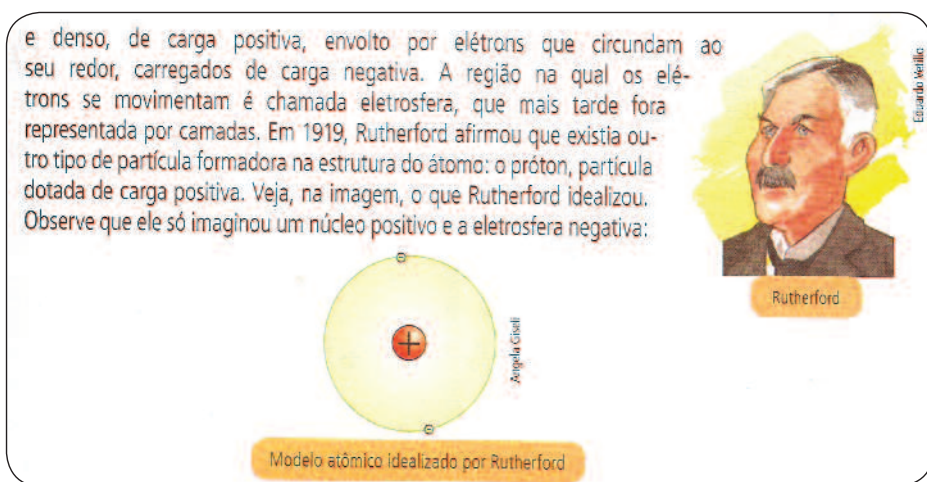 e denso, de carga positiva, envolto por elétrons que circundam ao
seu redor, carregados de carga negativa. A região na qual os elé-
trons se movimentam é chamada eletrosfera, que mais tarde fora
representada por camadas. Em 1919, Rutherford afirmou que existia ou-
tro tipo de partícula formadora na estrutura do átomo: o próton, partícula
dotada de carga positiva. Veja, na imagem, o que Rutherford idealizou.
Observe que ele só imaginou um núcleo positivo e a eletrosfera negativa:
Eduardo Vetillo
Rutherford
+
Angela Giseli
Modelo atômico idealizado por Rutherford